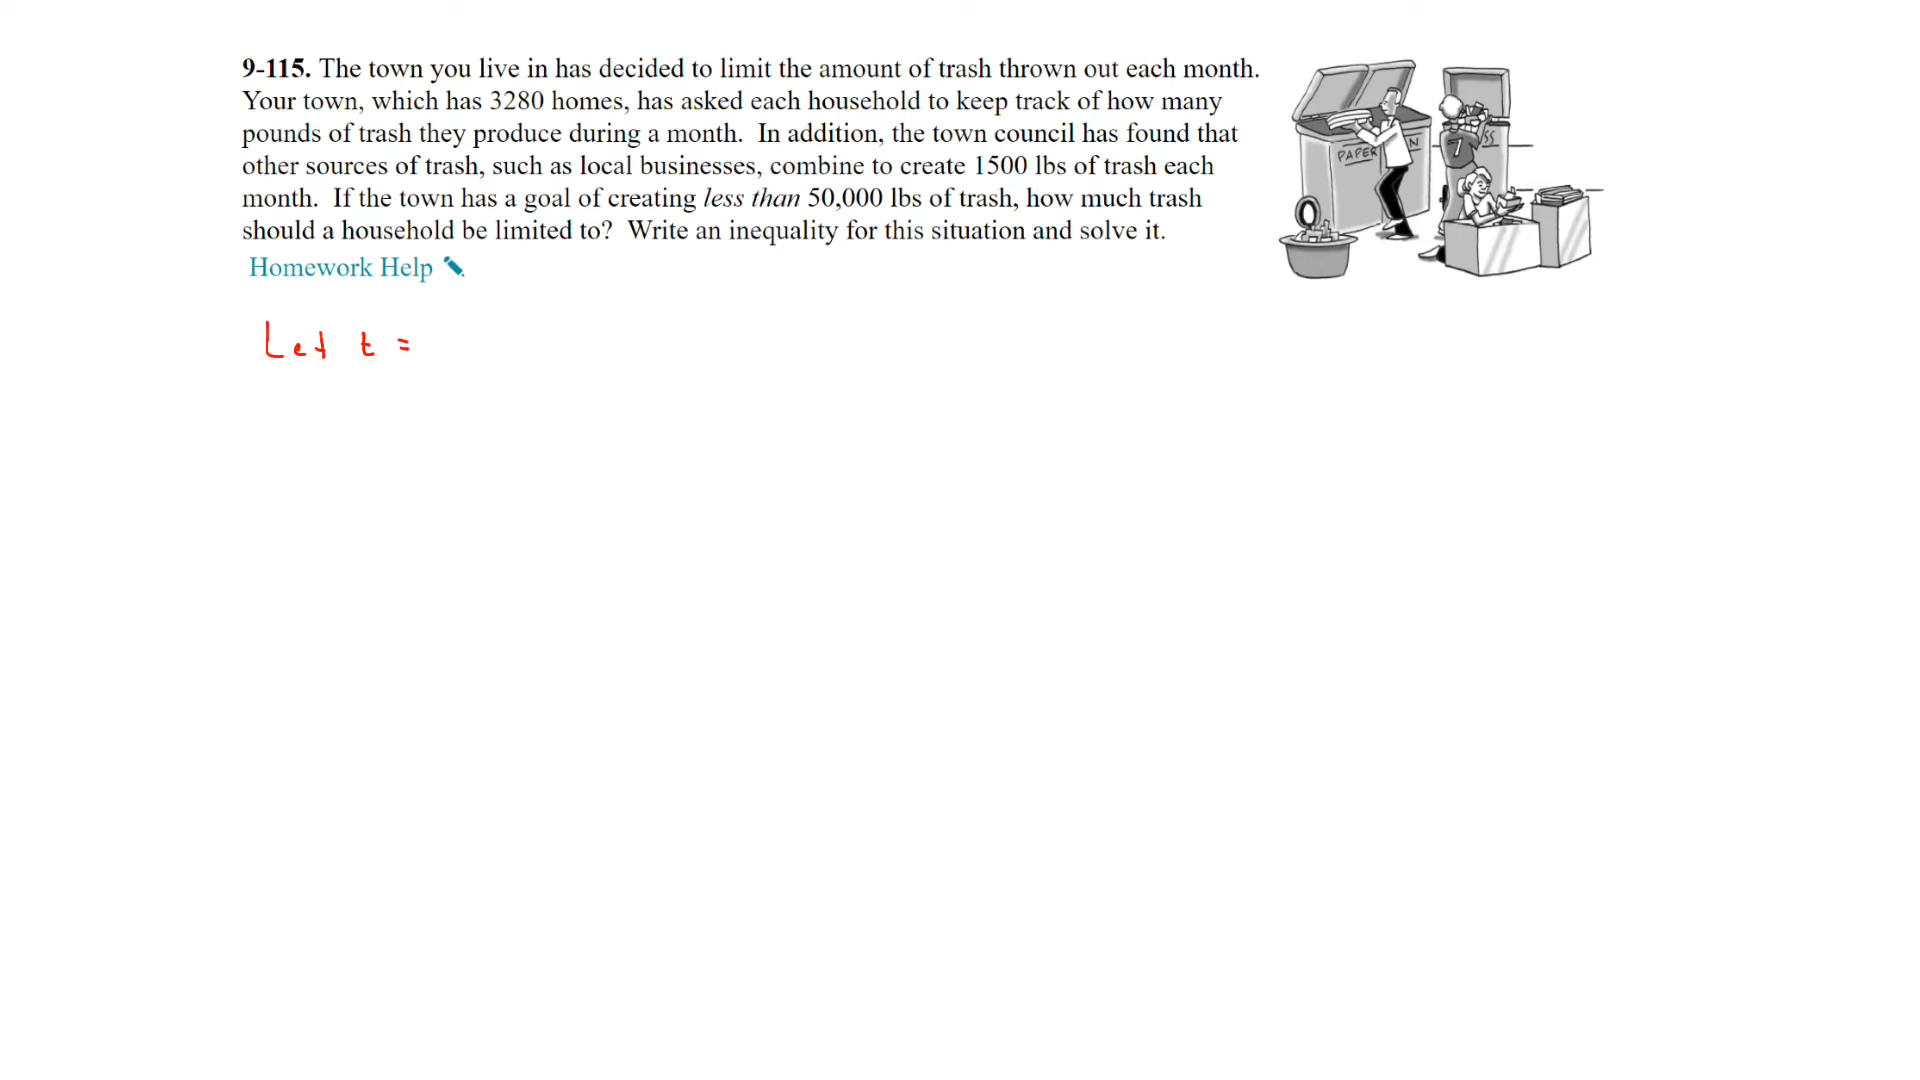 9-115. The town you live in has decided to limit the amount of trash thrown out each month.
Your town, which has 3280 homes, has asked each household to keep track of how many
pounds of trash they produce during a month. In addition, the town council has found that
other sources of trash, such as local businesses, combine to create 1500 lbs of trash each
month. If the town has a goal of creating less than 50,000 lbs of trash, how much trash
should a household be limited to? Write an inequality for this situation and solve it.
Homework Help
PAPER
N
SS
7
Let t =